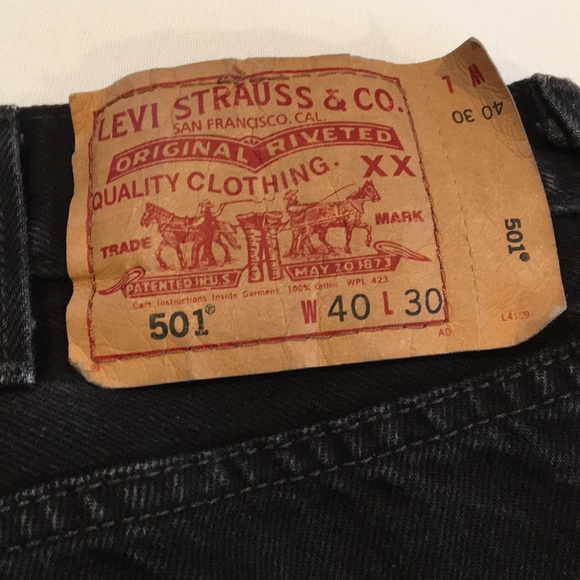 LEVI STRAUSS & CO.
SAN FRANCISCO. CAL.
ORIGINAL RIVETED
QUALITY CLOTHING. XX
TRADE MARK
PATENTED IN U.S MAY 20 1873
Care Instructions Inside Garment 100% Cotton WPL 423
501® W 40 L 30
®
AD
W L
40 30
501®